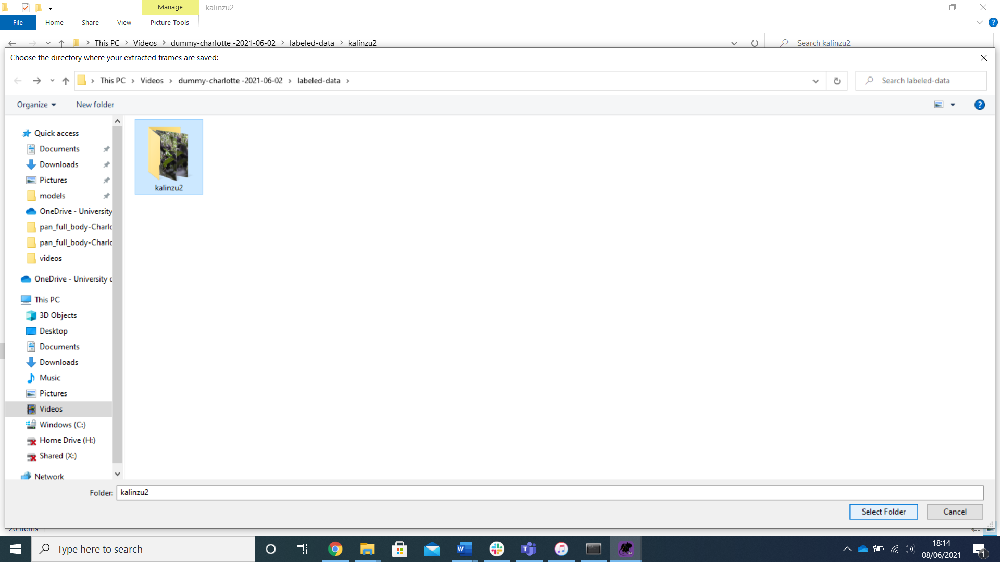 Manage
kalinzu2
File
Home
Share
View
Picture Tools
This PC > Videos > dummy-charlotte -2021-06-02 > labeled-data > kalinzu2
Search kalinzu2
Choose the directory where your extracted frames are saved:
This PC > Videos > dummy-charlotte -2021-06-02 > labeled-data >
Search labeled-data
Organize
New folder
Quick access
Documents
Downloads
Pictures
models
OneDrive - University
pan_full_body-Charlo
pan_full_body-Charlo
videos
OneDrive - University
This PC
3D Objects
Desktop
Documents
Downloads
Music
Pictures
Videos
Windows (C:)
Home Drive (H:)
Shared (X:)
Network
kalinzu2
Folder: kalinzu2
Select Folder
Cancel
20 items
Type here to search
18:14
08/06/2021
1